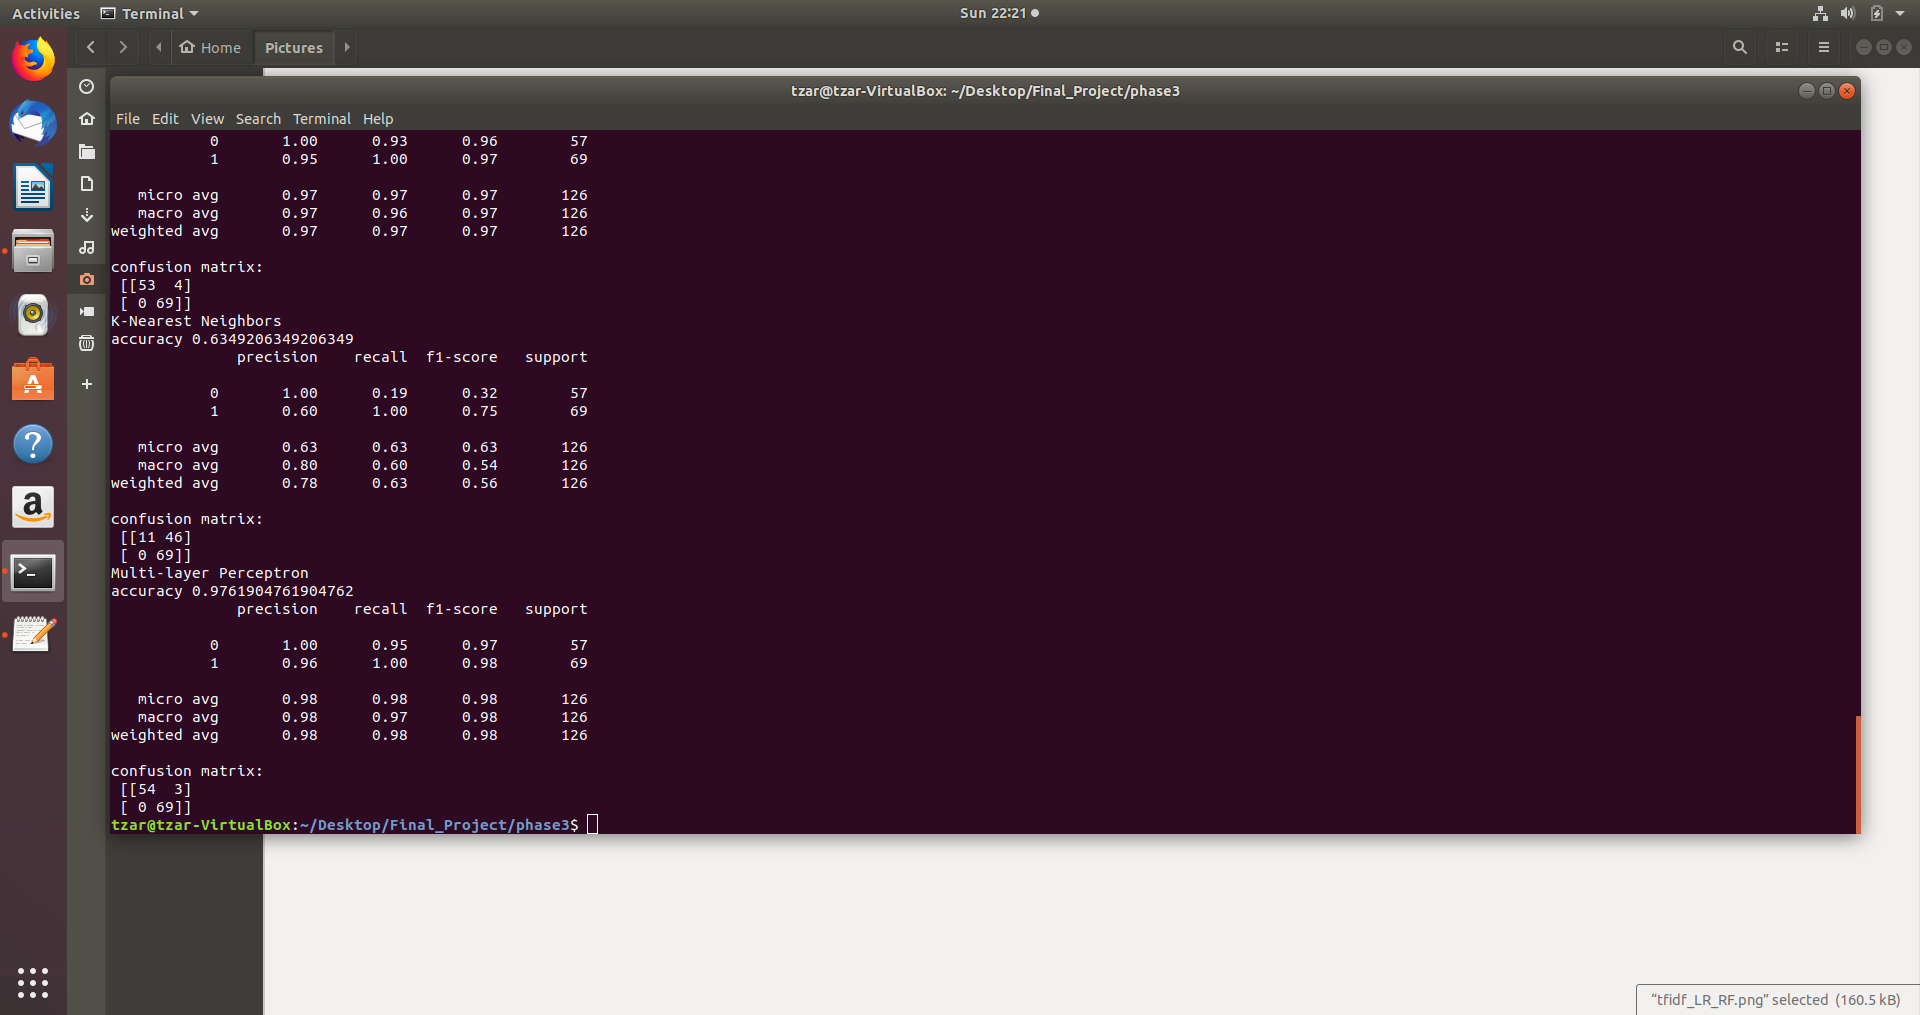 Activities Terminal Sun 22:21
Home Pictures
tzar@tzar-VirtualBox: ~/Desktop/Final_Project/phase3
File Edit View Search Terminal Help
0 1.00 0.93 0.96 57
1 0.95 1.00 0.97 69
micro avg 0.97 0.97 0.97 126
macro avg 0.97 0.96 0.97 126
weighted avg 0.97 0.97 0.97 126
confusion matrix:
[[53 4]
[ 0 69]]
K-Nearest Neighbors
accuracy 0.6349206349206349
precision recall f1-score support
0 1.00 0.19 0.32 57
1 0.60 1.00 0.75 69
micro avg 0.63 0.63 0.63 126
macro avg 0.80 0.60 0.54 126
weighted avg 0.78 0.63 0.56 126
confusion matrix:
[[11 46]
[ 0 69]]
Multi-layer Perceptron
accuracy 0.9761904761904762
precision recall f1-score support
0 1.00 0.95 0.97 57
1 0.96 1.00 0.98 69
micro avg 0.98 0.98 0.98 126
macro avg 0.98 0.97 0.98 126
weighted avg 0.98 0.98 0.98 126
confusion matrix:
[[54 3]
[ 0 69]]
tzar@tzar-VirtualBox:~/Desktop/Final_Project/phase3$
“tfidf_LR_RF.png” selected (160.5 kB)